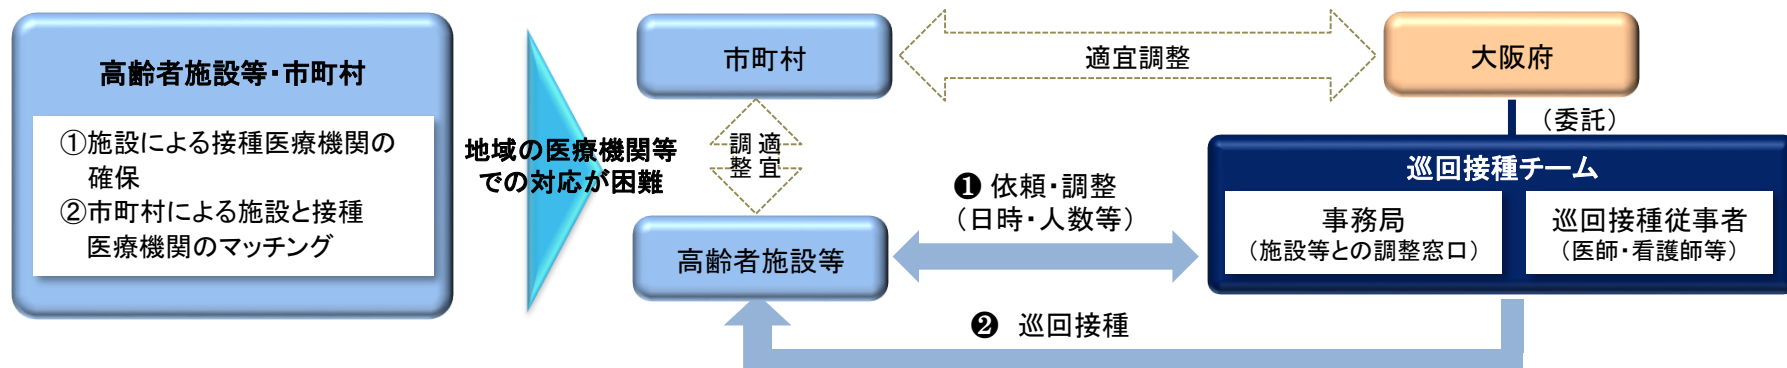 高齢者施設等・市町村
①施設による接種医療機関の
確保
②市町村による施設と接種
医療機関のマッチング
地域の医療機関等
での対応が困難
市町村
適宜調整
大阪府
(委託)
適宜
調整
高齢者施設等
❶ 依頼・調整
(日時・人数等)
巡回接種チーム
事務局
(施設等との調整窓口)
巡回接種従事者
(医師・看護師等)
❷ 巡回接種